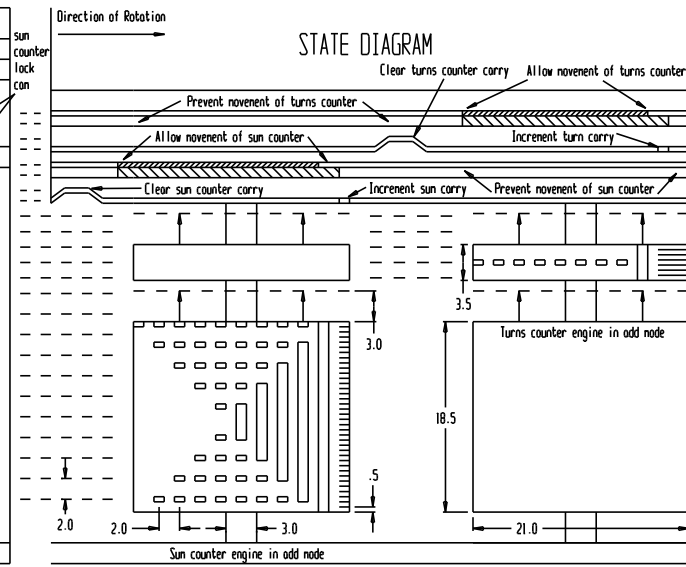 Direction of Rotation
STATE DIAGRAM
sun
counter
lock
can
Clear turns counter carry
Allow movement of turns counter
Prevent movement of turns counter
Allow movement of sun counter
Increment turn carry
Clear sun counter carry
Increment sun carry
Prevent movement of sun counter
3.5
3.0
Turns counter engine in add mode
18.5
.5
2.0
2.0
3.0
21.0
Sun counter engine in add mode